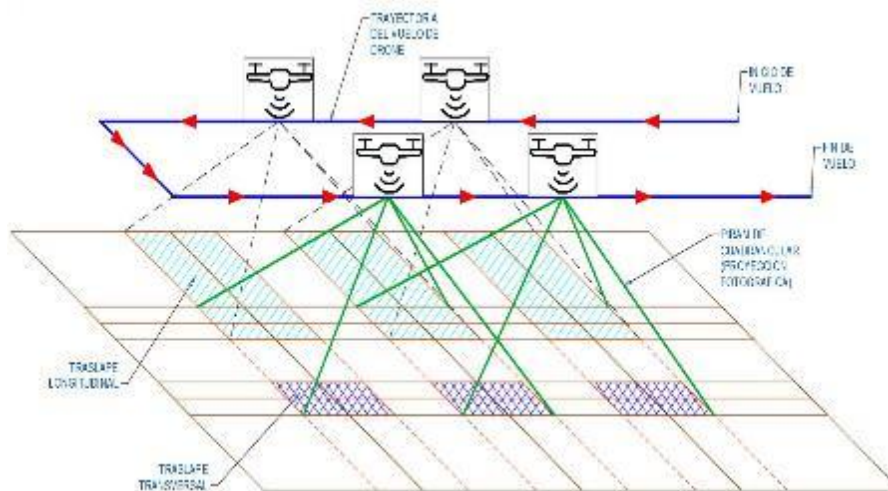 TRAYECTORIA
DEL VUELO DE
DRONE
INICIO DE
VUELO
FIN DE
VUELO
PIRAMIDE
CUADRANGULAR
(PROYECCION
FOTOGRAFICA)
TRASLAPE
LONGITUDINAL
TRASLAPE
TRANSVERSAL